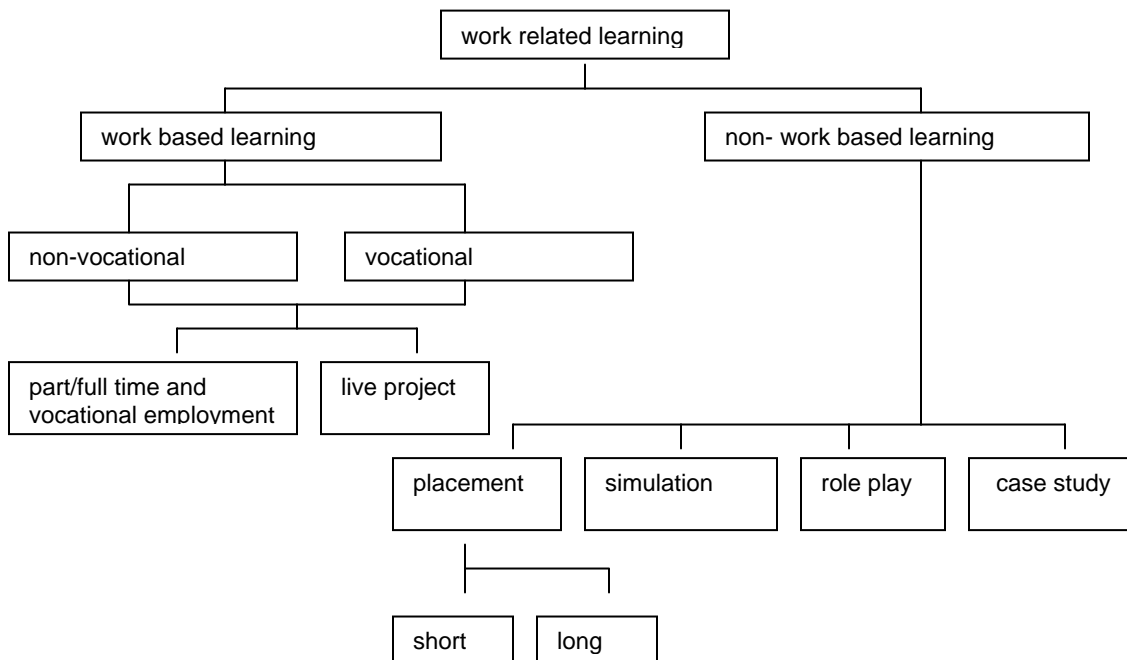 work related learning
work based learning
non- work based learning
non-vocational
vocational
part/full time and
vocational employment
live project
placement
simulation
role play
case study
short
long